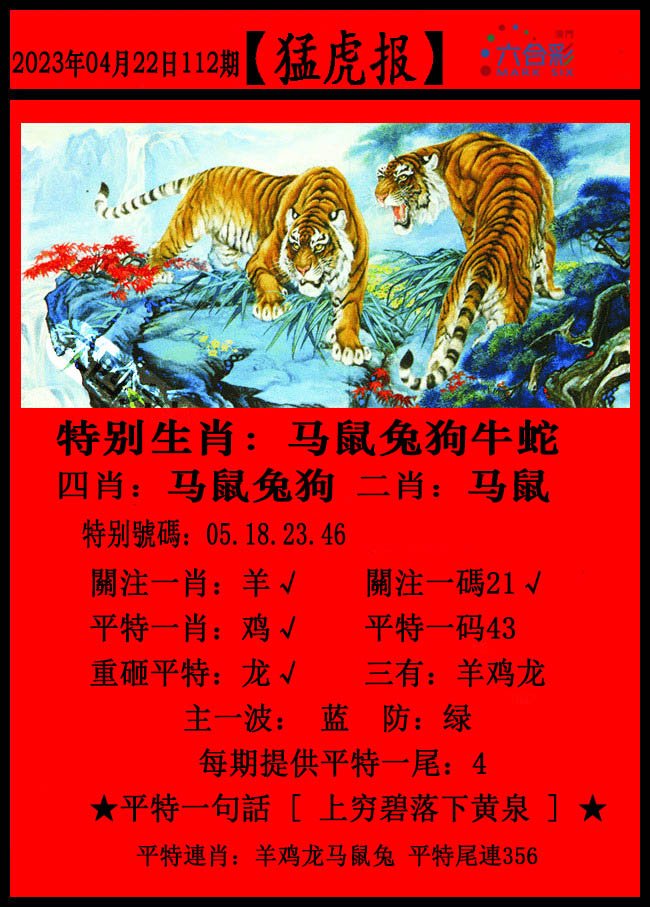 2023年04月22日112期【猛虎报】
澳門
六合彩
MARK SIX
特别生肖：马鼠兔狗牛蛇
四肖：马鼠兔狗 二肖：马鼠
特别號碼：05.18.23.46
關注一肖：羊√ 關注一碼21√
平特一肖：鸡√ 平特一码43
重砸平特：龙√ 三有：羊鸡龙
主一波： 蓝 防：绿
每期提供平特一尾：4
★平特一句話［ 上穷碧落下黄泉 ］★
平特連肖：羊鸡龙马鼠兔 平特尾連356